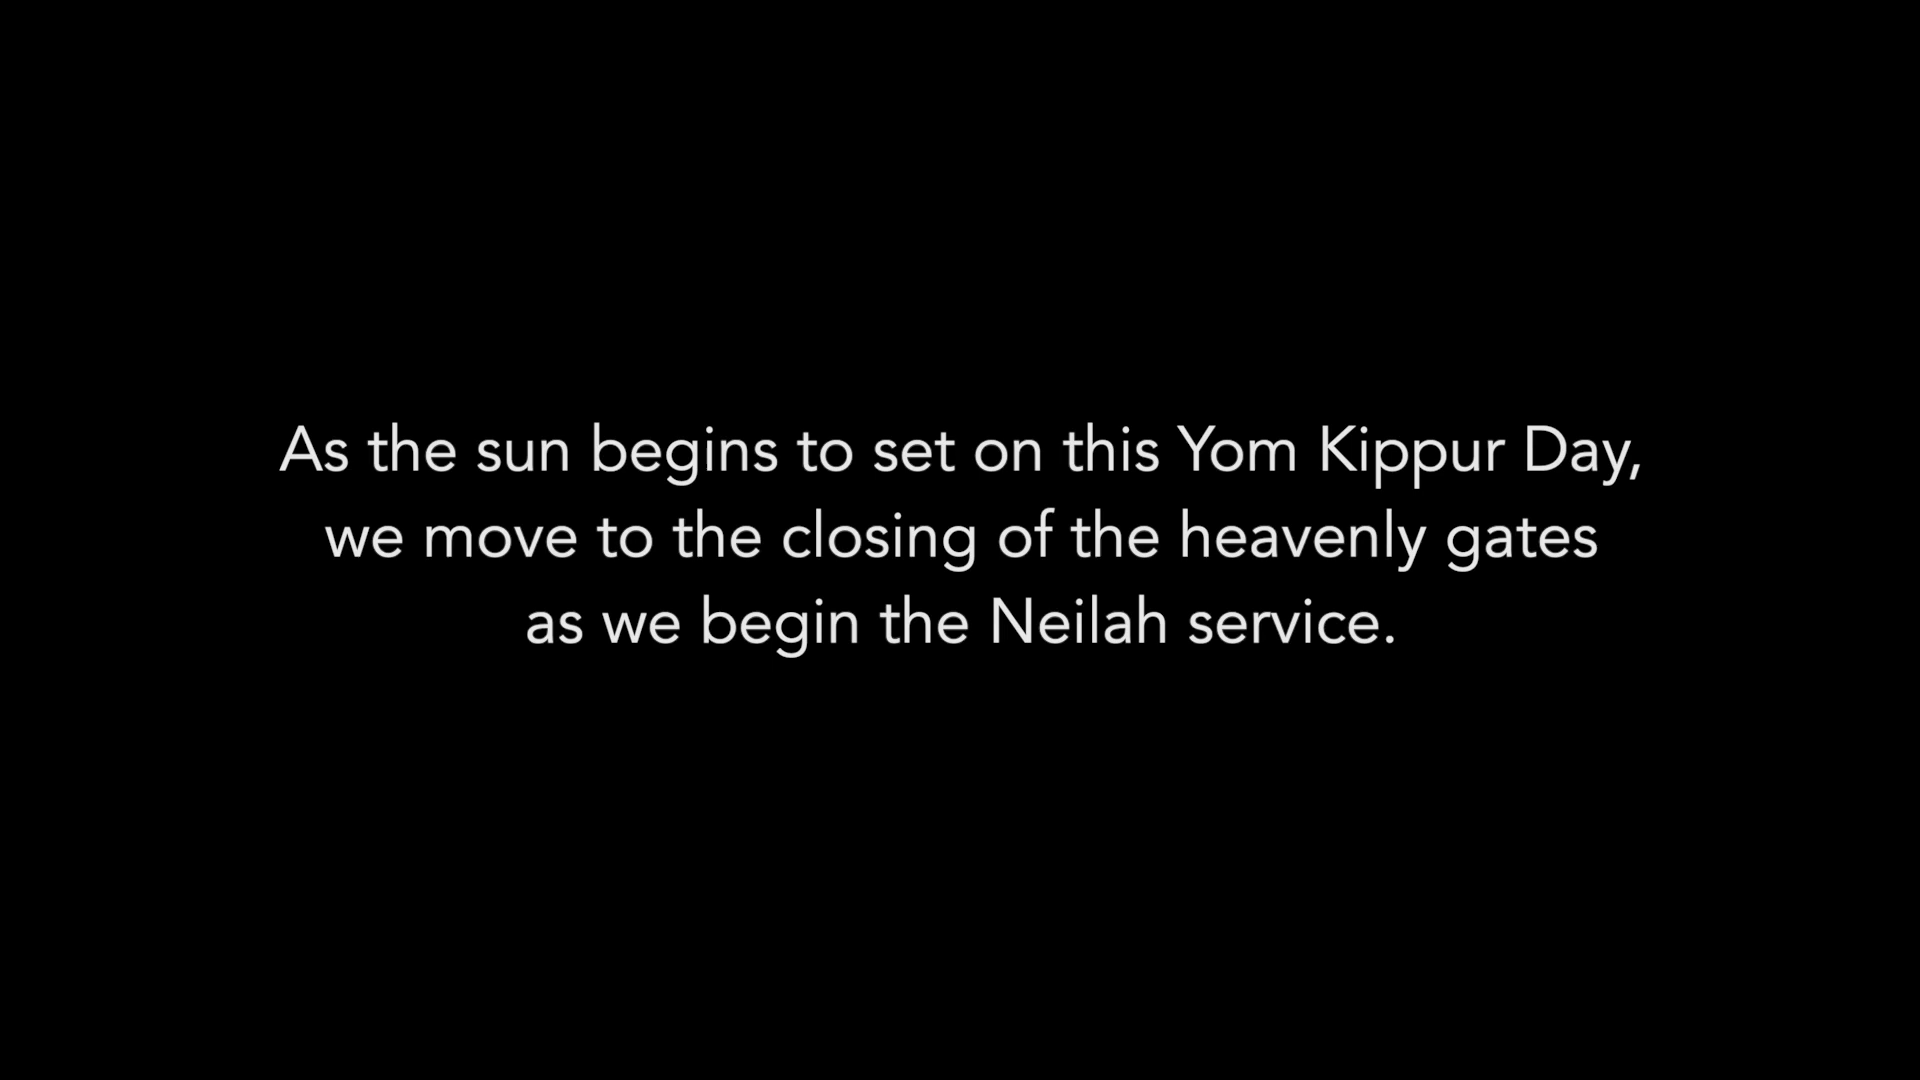 As the sun begins to set on this Yom Kippur Day,
we move to the closing of the heavenly gates
as we begin the Neilah service.